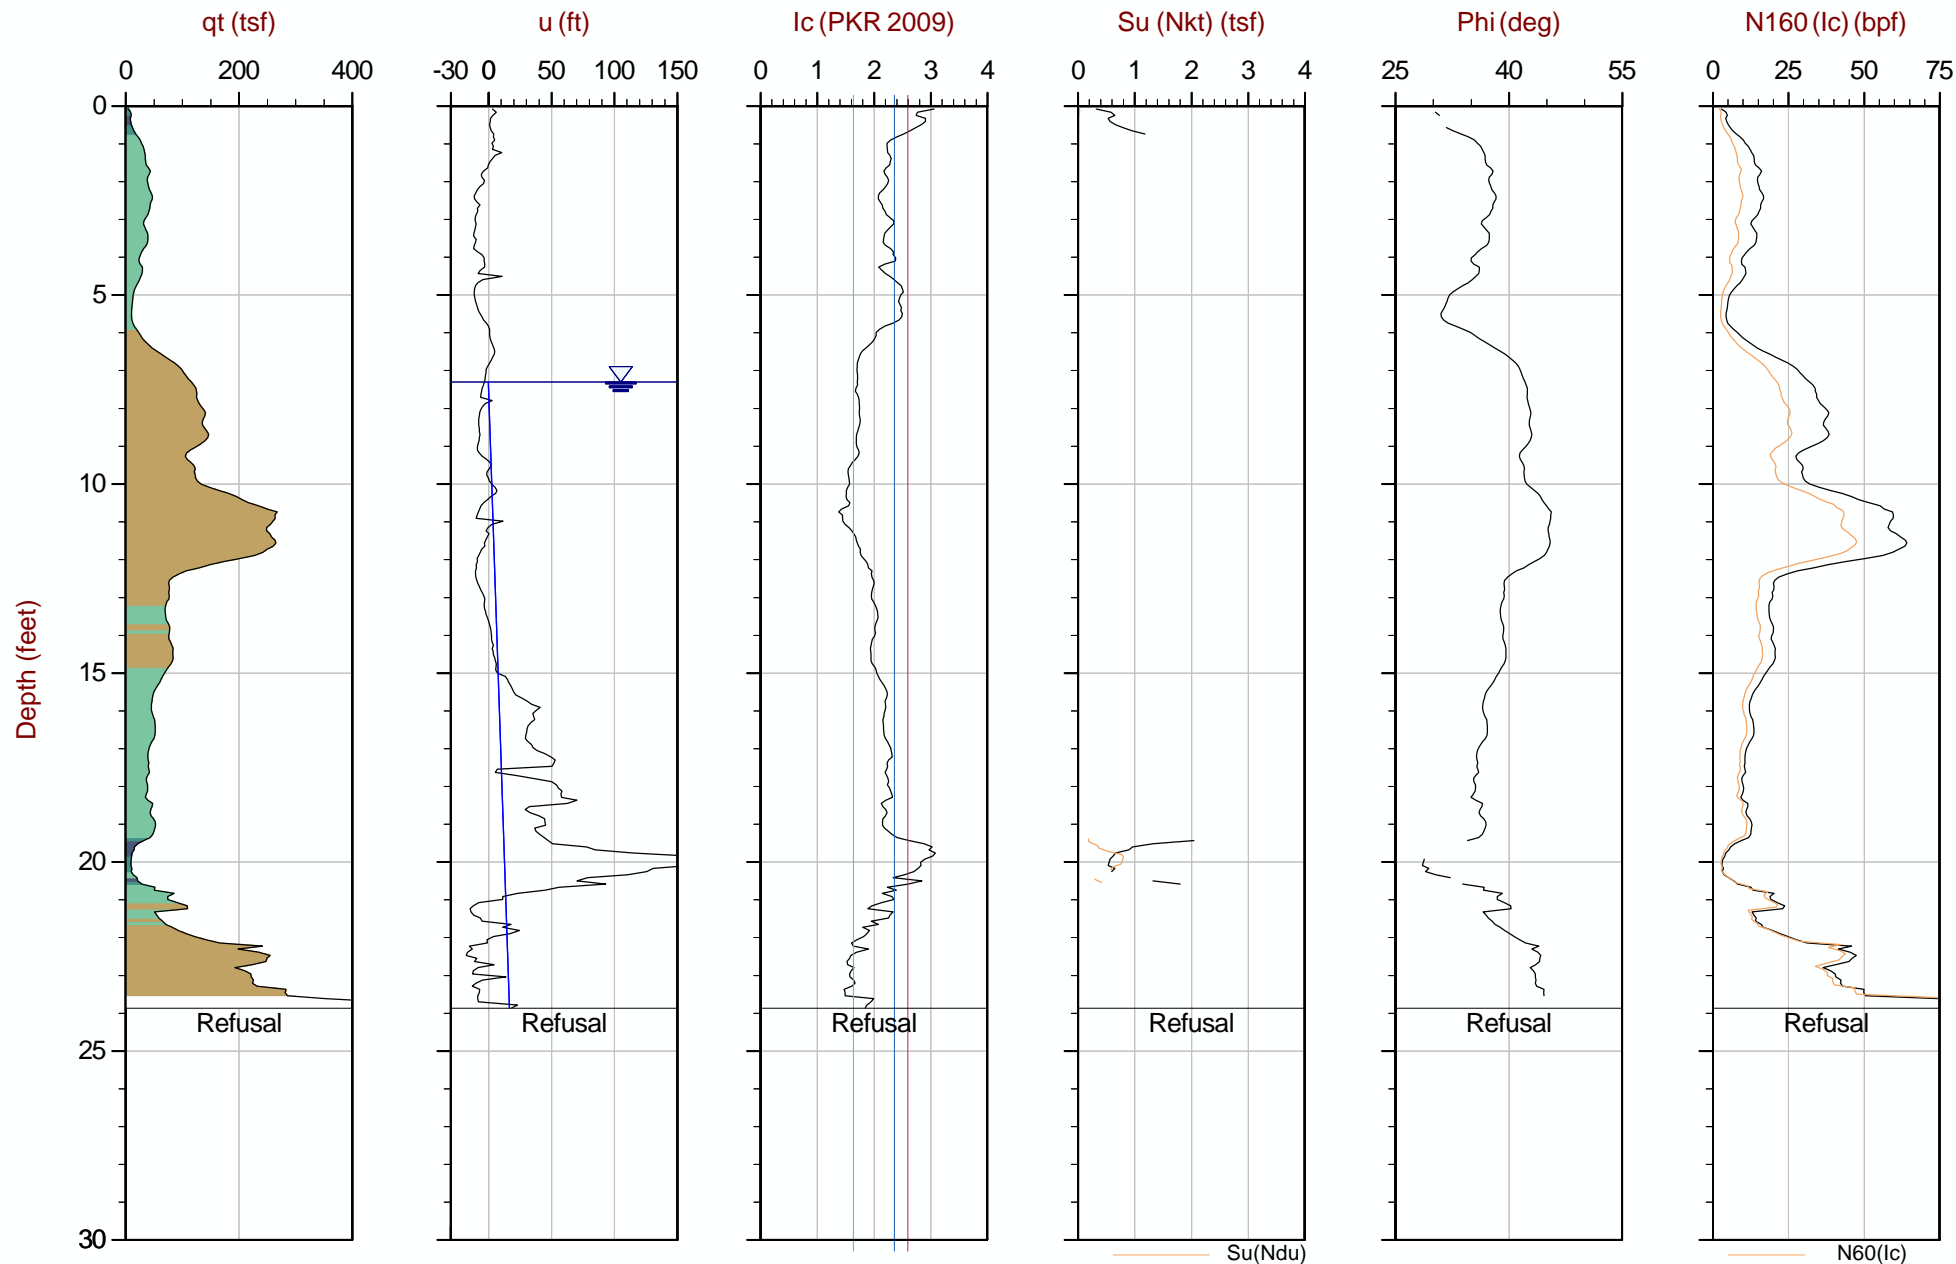 qt (tsf) u (ft) Ic (PKR 2009) Su (Nkt) (tsf) Phi (deg) N160 (Ic) (bpf)
0 200 400 -30 0 50 100 150 0 1 2 3 4 0 1 2 3 4 25 40 55 0 25 50 75
0
5
10
15
20
25
30
Depth (feet)
Refusal Refusal Refusal Refusal Refusal Refusal
Su(Ndu) N60(Ic)